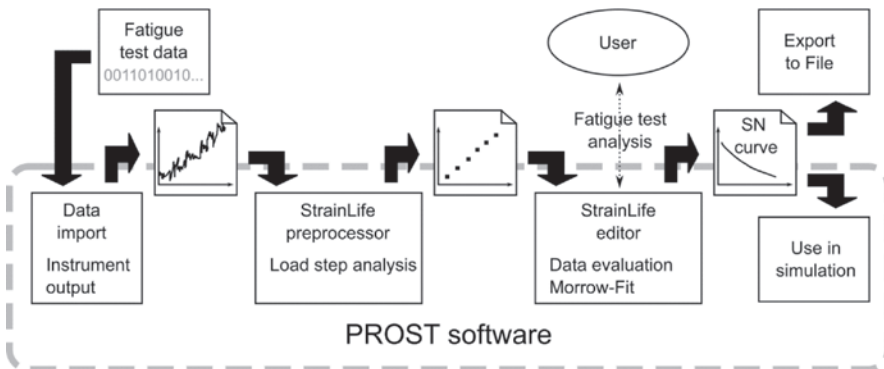 Fatigue
test data
0011010010...
User
Export
to File
Fatigue test
analysis
SN
curve
Data
import
Instrument
output
StrainLife
preprocessor
Load step analysis
StrainLife
editor
Data evaluation
Morrow-Fit
Use in
simulation
PROST software